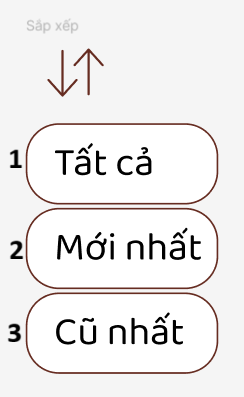 Sắp xếp
1 Tất cả
2 Mới nhất
3 Cũ nhất